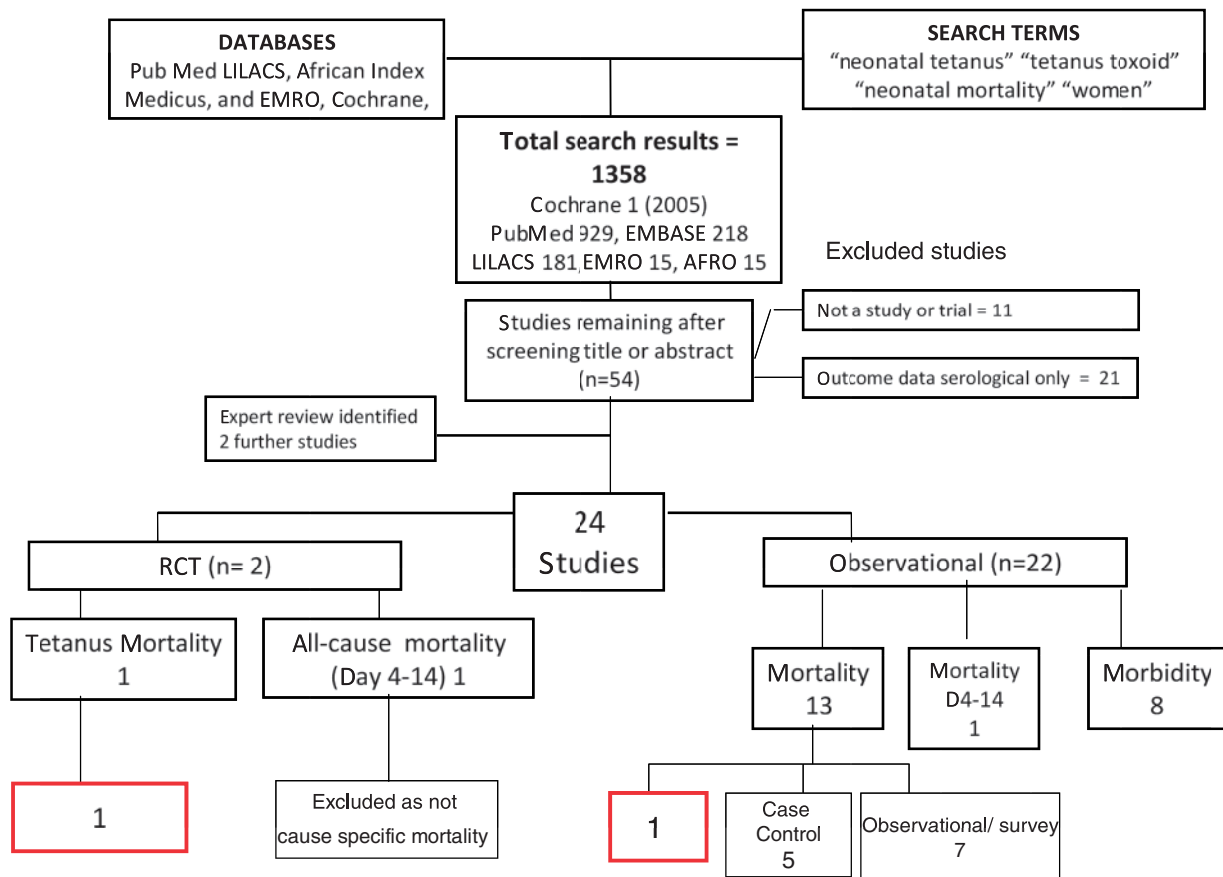 DATABASES
Pub Med LILACS, African Index
Medicus, and EMRO, Cochrane,
SEARCH TERMS
“neonatal tetanus” “tetanus toxoid”
“neonatal mortality” “women”
Total search results =
1358
Cochrane 1 (2005)
PubMed 929, EMBASE 218
LILACS 181, EMRO 15, AFRO 15
Excluded studies
Studies remaining after
screening title or abstract
(n=54)
Not a study or trial = 11
Outcome data serological only = 21
Expert review identified
2 further studies
24
Studies
RCT (n= 2)
Observational (n=22)
Tetanus Mortality
1
All-cause mortality
(Day 4-14) 1
Mortality
13
Mortality
D4-14
1
Morbidity
8
1
Excluded as not
cause specific mortality
1
Case
Control
5
Observational/ survey
7